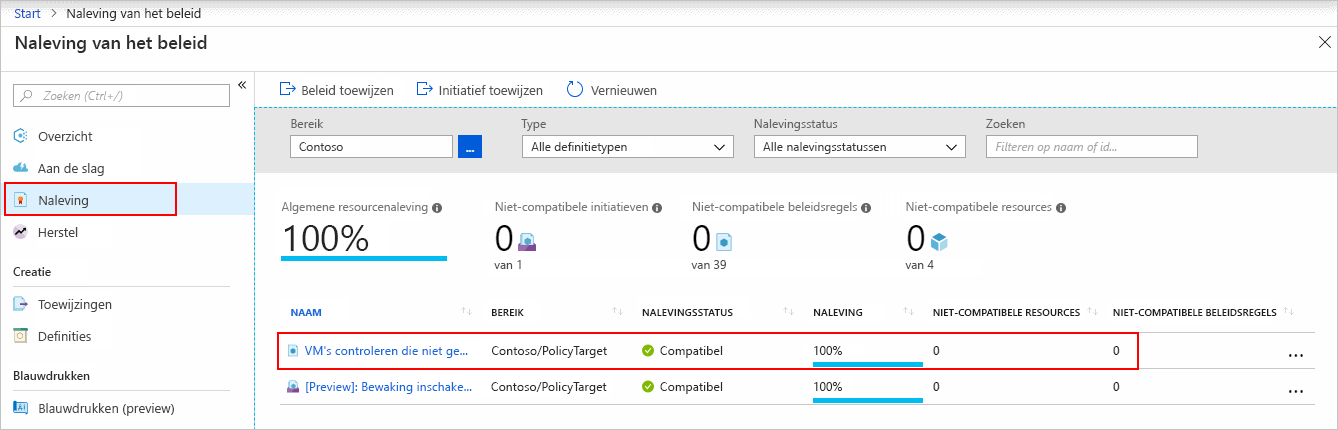 Start > Naleving van het beleid
Naleving van het beleid
Zoeken (Ctrl+/)
Overzicht
Aan de slag
Naleving
Herstel
Creatie
Toewijzingen
Definities
Blauwdrukken
Blauwdrukken (preview)
Beleid toewijzen Initiatief toewijzen Vernieuwen
Bereik Type Nalevingsstatus Zoeken
Contoso ... Alle definitietypen Alle nalevingsstatussen Filteren op naam of id...
Algemene resourcenaleving Niet-compatibele initiatieven Niet-compatibele beleidsregels Niet-compatibele resources
100% 0 0 0
van 1 van 39 van 4
NAAM BEREIK NALEVINGSSTATUS NALEVING NIET-COMPATIBELE RESOURCES NIET-COMPATIBELE BELEIDSREGELS
VM's controleren die niet ge... Contoso/PolicyTarget Compatibel 100% 0 0 ...
[Preview]: Bewaking inschake... Contoso/PolicyTarget Compatibel 100% 0 0 ...